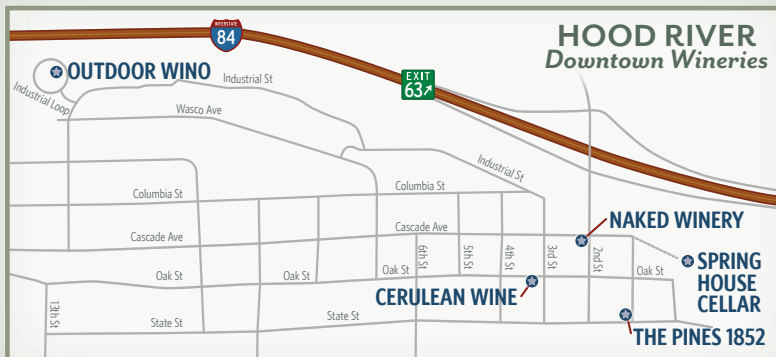 INTERSTATE
84
HOOD RIVER
Downtown Wineries
OUTDOOR WINO
Industrial St
EXIT
63↗
Industrial Loop
Wasco Ave
Industrial St
Columbia St
Columbia St
NAKED WINERY
Cascade Ave
Cascade Ave
6th St
5th St
4th St
3rd St
2nd St
SPRING
HOUSE
CELLAR
Oak St
Oak St
Oak St
Oak St
CERULEAN WINE
13th St
State St
State St
THE PINES 1852